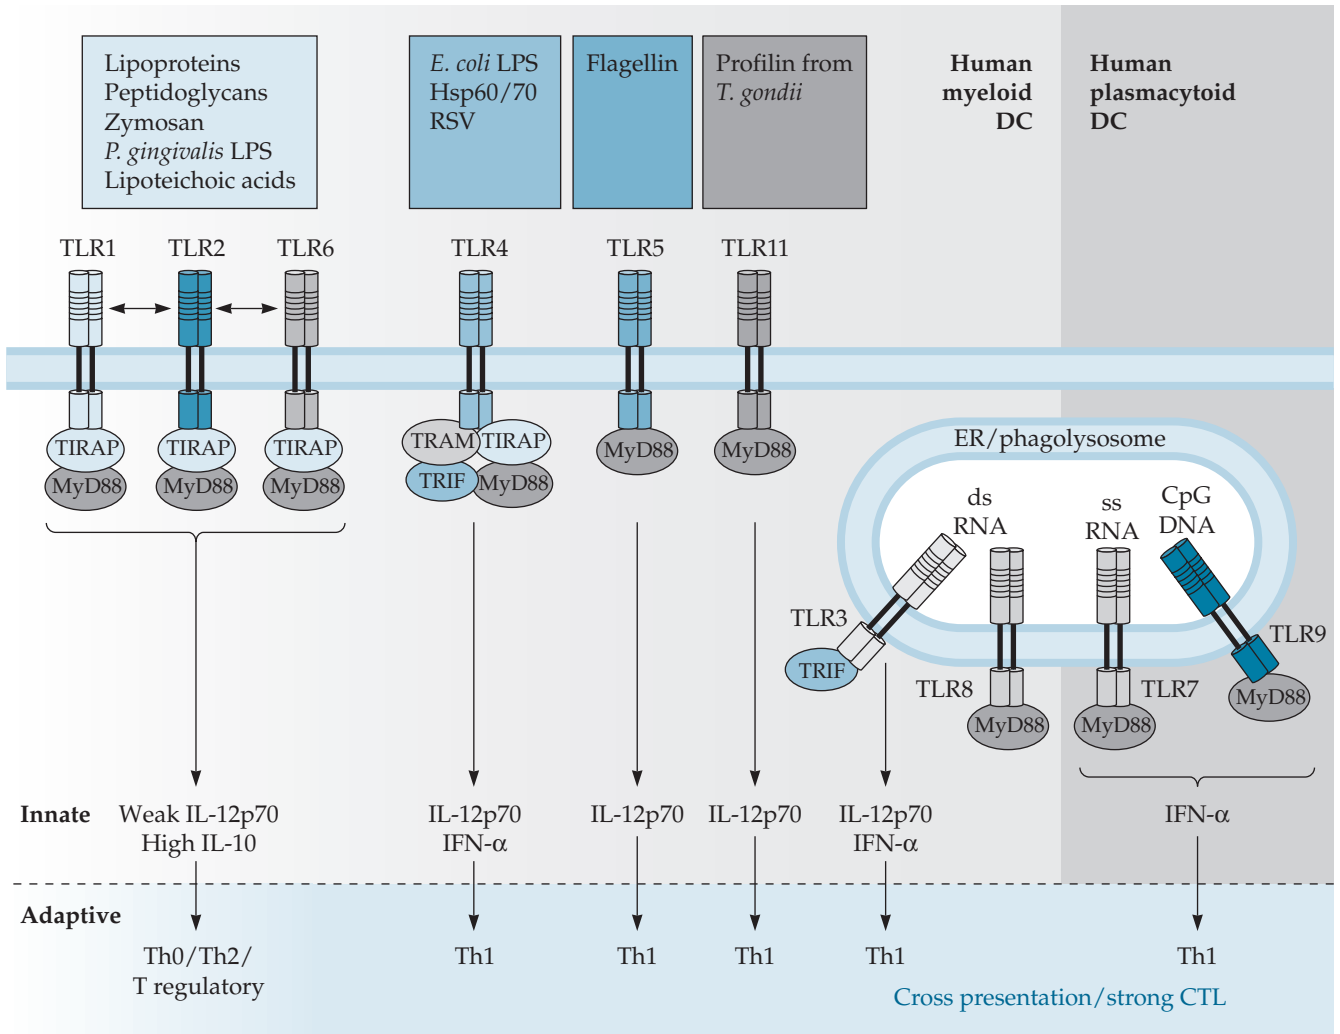 Lipoproteins
Peptidoglycans
Zymosan
P. gingivalis LPS
Lipoteichoic acids
E. coli LPS
Hsp60/70
RSV
Flagellin
Profilin from
T. gondii
Human
myeloid
DC
Human
plasmacytoid
DC
TLR1
TLR2
TLR6
TLR4
TLR5
TLR11
TIRAP
MyD88
TIRAP
MyD88
TIRAP
MyD88
TRAM
TIRAP
TRIF
MyD88
MyD88
MyD88
ER/phagolysosome
ds
RNA
ss
RNA
CpG
DNA
TLR3
TRIF
TLR8
MyD88
TLR7
MyD88
TLR9
MyD88
Innate
Weak IL-12p70
High IL-10
IL-12p70
IFN-α
IL-12p70
IL-12p70
IL-12p70
IFN-α
IFN-α
Adaptive
Th0/Th2/
T regulatory
Th1
Th1
Th1
Th1
Th1
Cross presentation/strong CTL